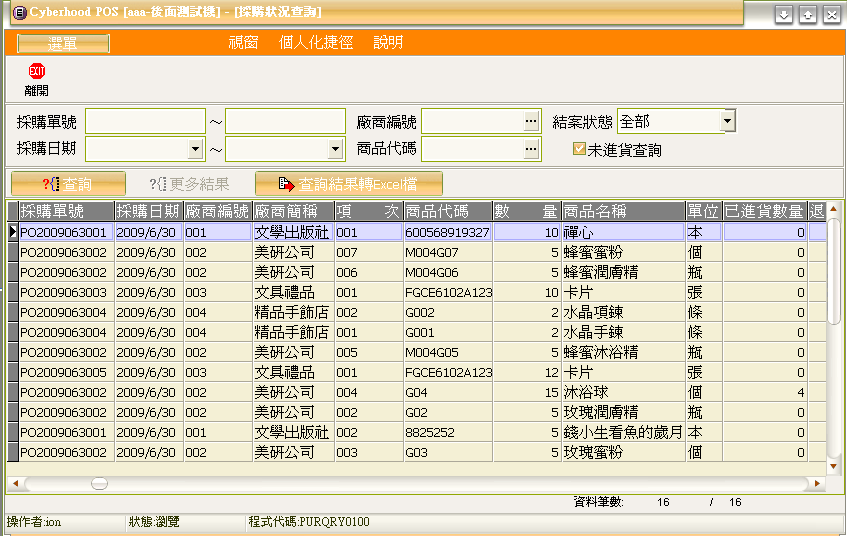 Cyberhood POS [aaa-後面測試機] - [採購狀況查詢]
選單 視窗 個人化捷徑 說明
EXIT
離開
採購單號 ~ 廠商編號 ... 結案狀態 全部
採購日期 ~ 商品代碼 ... 未進貨查詢
查詢 更多結果 查詢結果轉Excel檔
採購單號 採購日期 廠商編號 廠商簡稱 項 次 商品代碼 數 量 商品名稱 單位 已進貨數量 退
PO2009063001 2009/6/30 001 文學出版社 001 600568919327 10 禪心 本 0
PO2009063002 2009/6/30 002 美研公司 007 M004G07 5 蜂蜜蜜粉 個 0
PO2009063002 2009/6/30 002 美研公司 006 M004G06 5 蜂蜜潤膚精 瓶 0
PO2009063003 2009/6/30 003 文具禮品 001 FGCE6102A123 10 卡片 張 0
PO2009063004 2009/6/30 004 精品手飾店 002 G002 2 水晶項鍊 條 0
PO2009063004 2009/6/30 004 精品手飾店 001 G001 2 水晶手鍊 條 0
PO2009063002 2009/6/30 002 美研公司 005 M004G05 5 蜂蜜沐浴精 瓶 0
PO2009063005 2009/6/30 003 文具禮品 001 FGCE6102A123 12 卡片 張 0
PO2009063002 2009/6/30 002 美研公司 004 G04 15 沐浴球 個 4
PO2009063002 2009/6/30 002 美研公司 002 G02 5 玫瑰潤膚精 瓶 0
PO2009063001 2009/6/30 001 文學出版社 002 8825252 5 錢小生看魚的歲月 本 0
PO2009063002 2009/6/30 002 美研公司 003 G03 5 玫瑰蜜粉 個 0
資料筆數: 16 / 16
操作者:ion 狀態:瀏覽 程式代碼:PURQRY0100